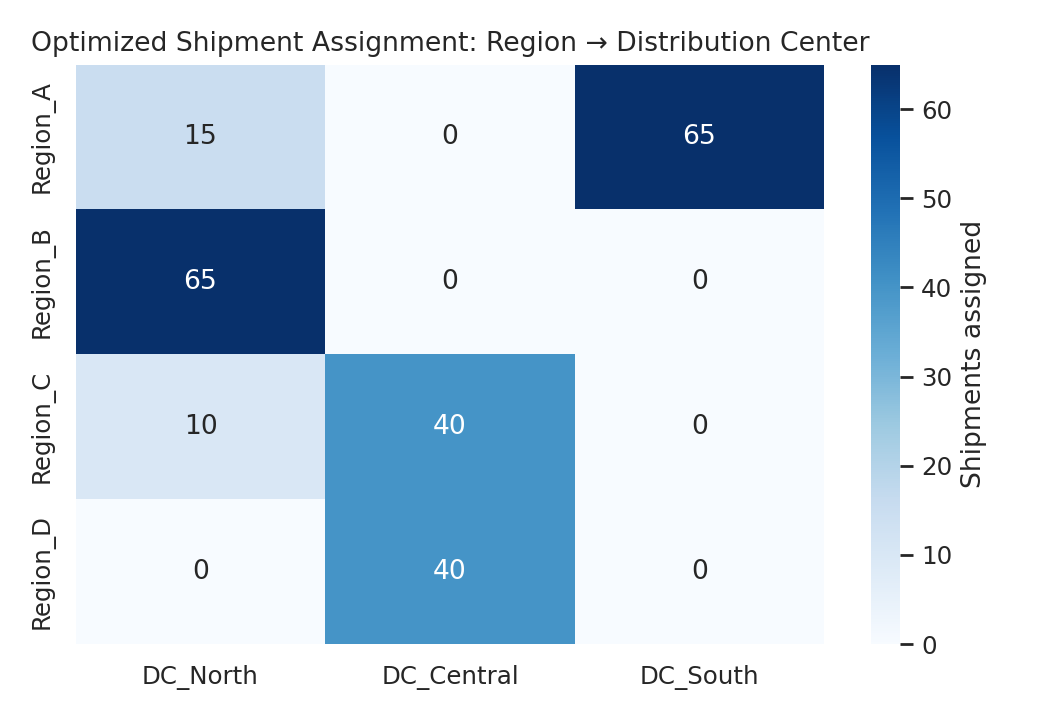 Optimized Shipment Assignment: Region → Distribution Center
Region_A
15
0
65
Region_B
65
0
0
Region_C
10
40
0
Region_D
0
40
0
DC_North
DC_Central
DC_South
60
50
40
30
20
10
0
Shipments assigned